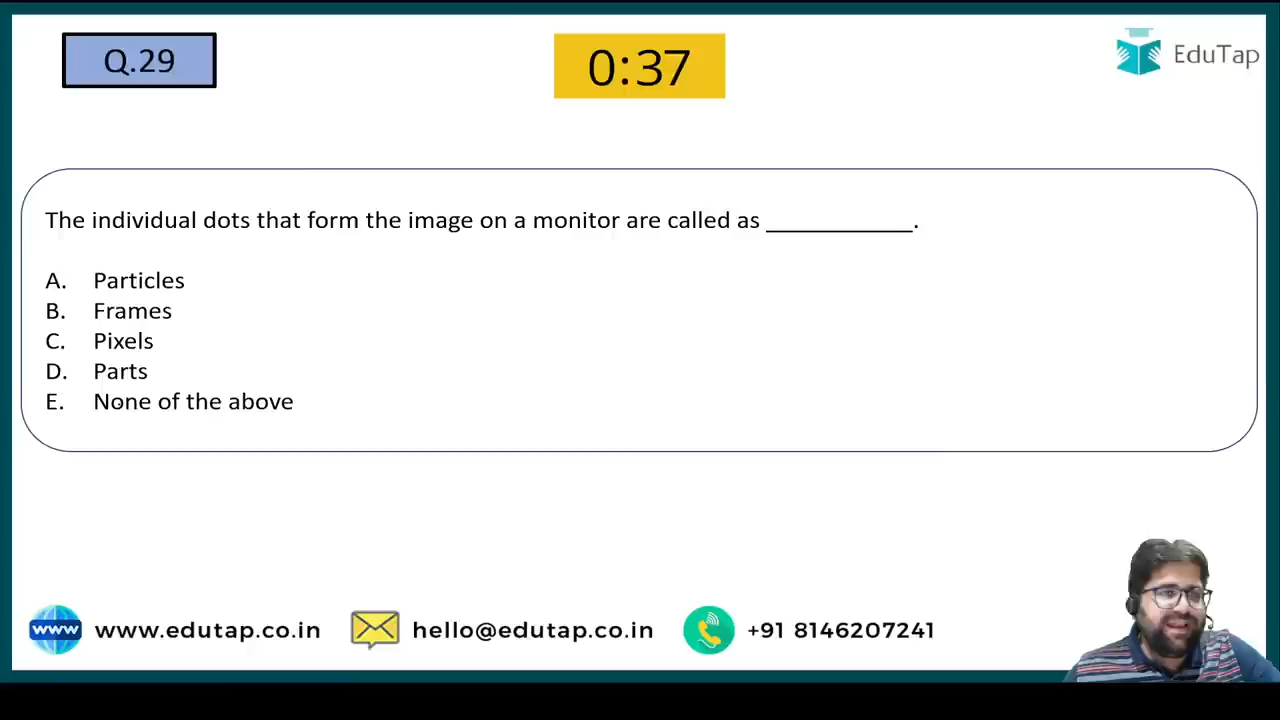 Q.29
0:37
EduTap
The individual dots that form the image on a monitor are called as ____________.
A. Particles
B. Frames
C. Pixels
D. Parts
E. None of the above
www
www.edutap.co.in
hello@edutap.co.in
+91 8146207241